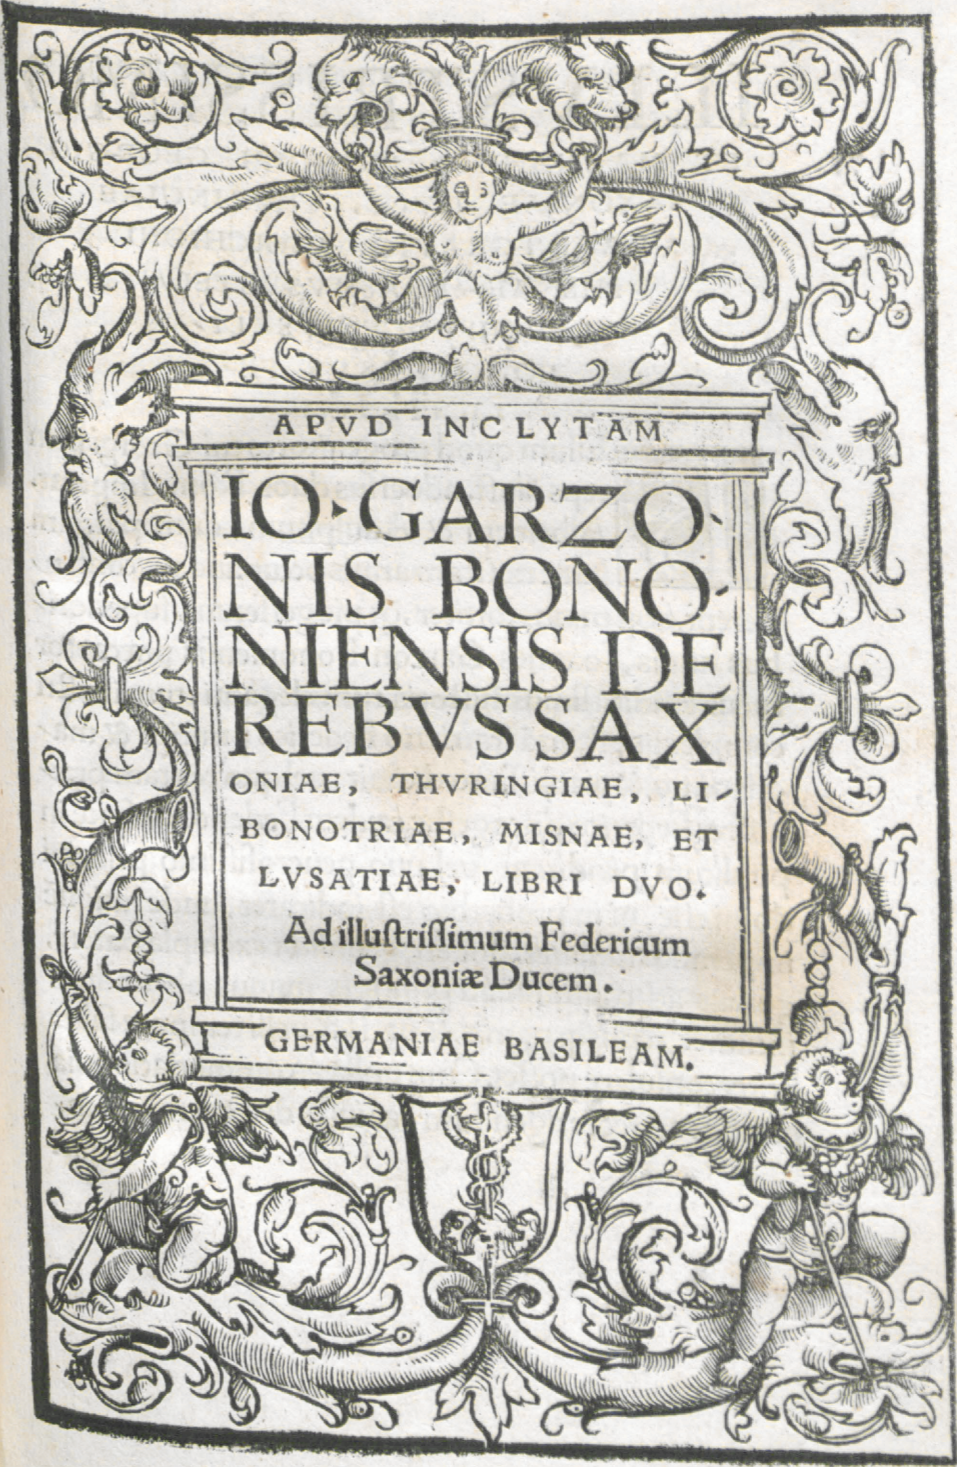 APVD INCLYTAM
IO▸GARZO-
NIS BONO-
NIENSIS DE
REBVS SAX
ONIAE, THVRINGIAE, LI-
BONOTRIAE, MISNAE, ET
LVSATIAE, LIBRI DVO.
Ad illuſtriſſimum Federicum
Saxoniæ Ducem.
GERMANIAE BASILEAM.